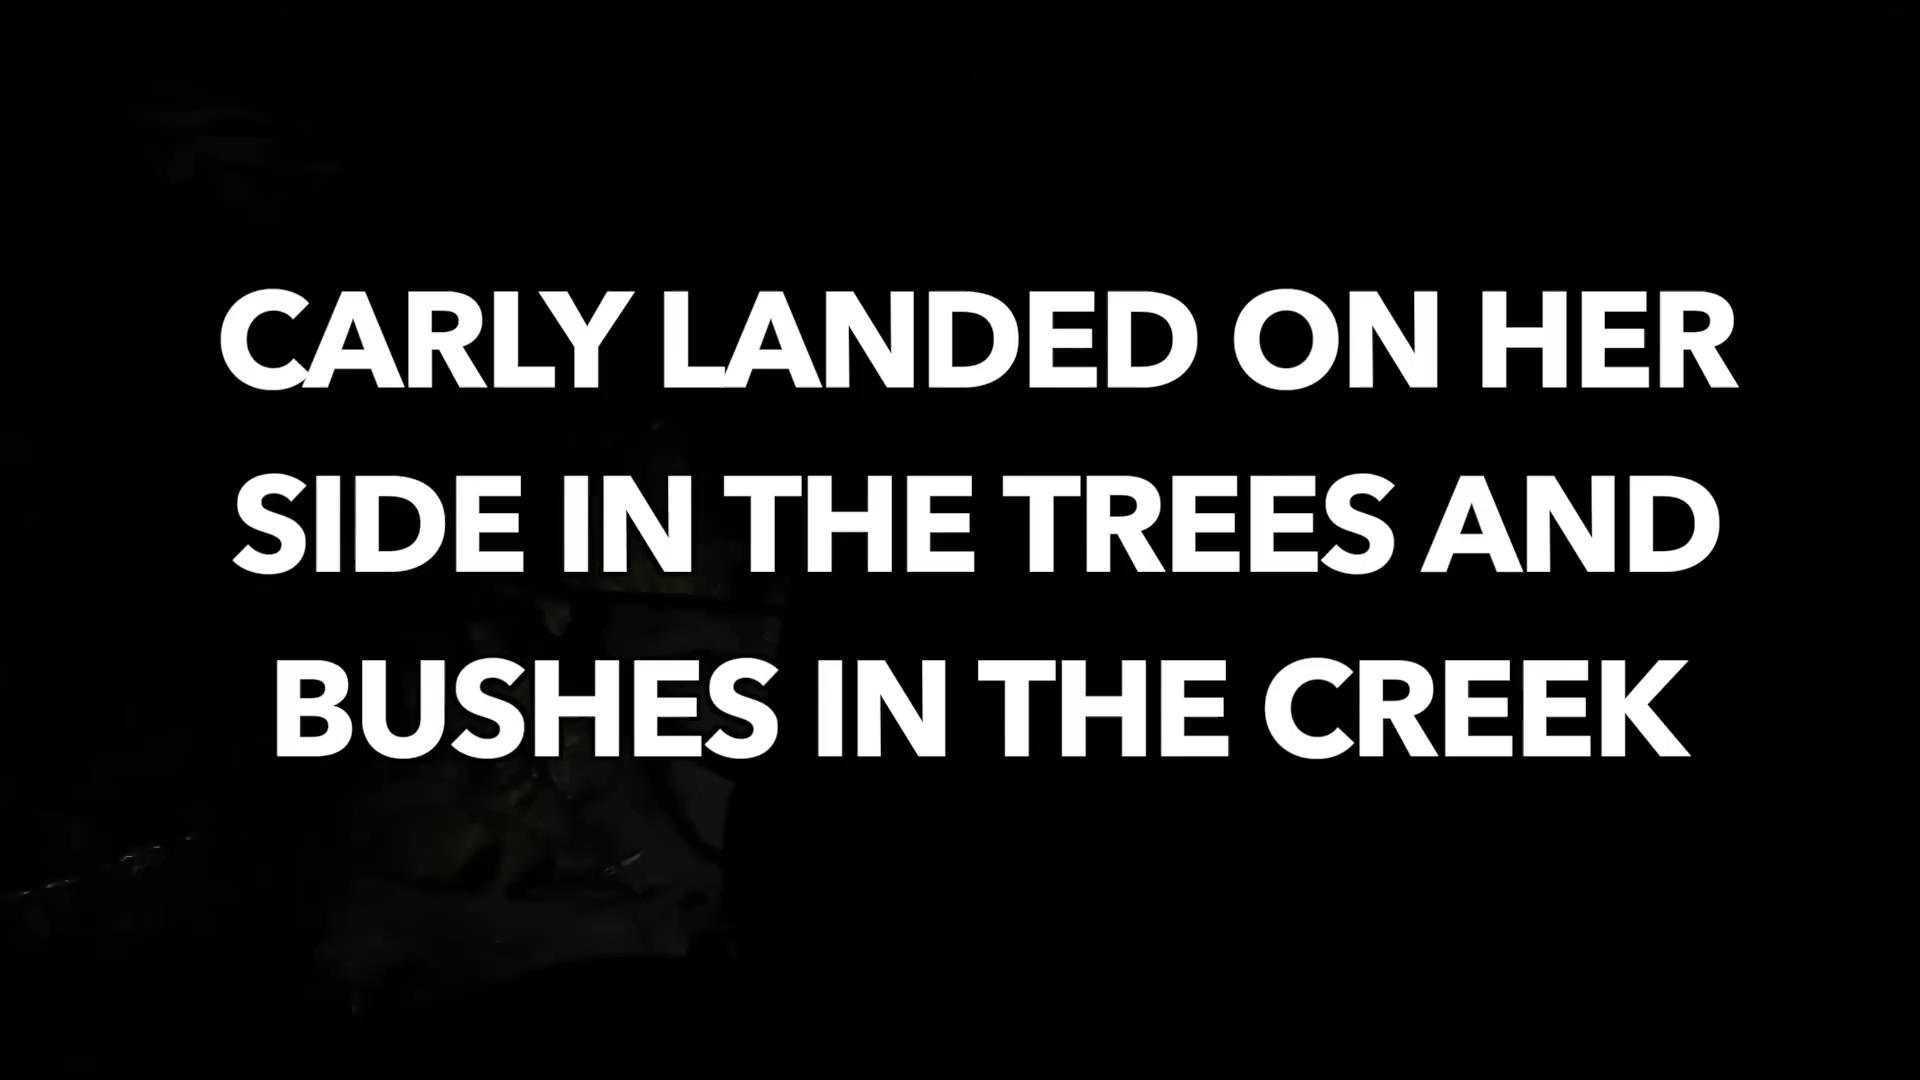 CARLY LANDED ON HER
SIDE IN THE TREES AND
BUSHES IN THE CREEK